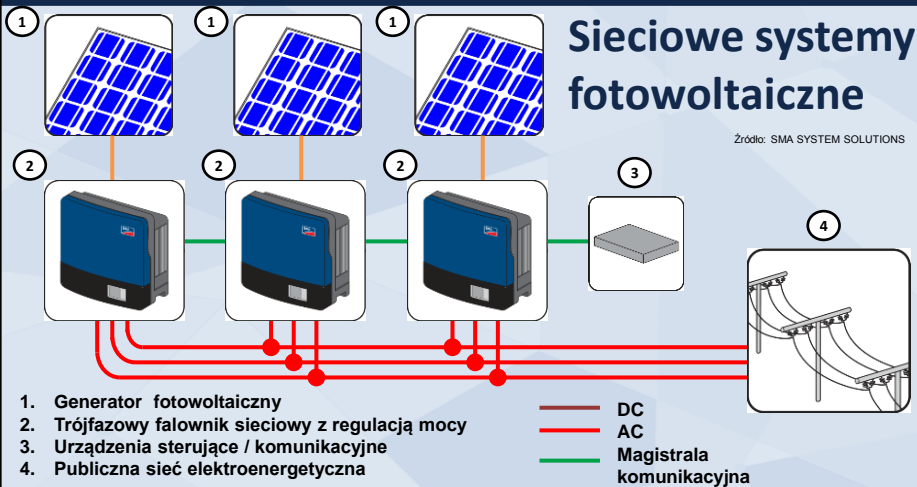 1
1
1
Sieciowe systemy
fotowoltaiczne
Źródło: SMA SYSTEM SOLUTIONS
2
2
2
3
4
1. Generator fotowoltaiczny
2. Trójfazowy falownik sieciowy z regulacją mocy
3. Urządzenia sterujące / komunikacyjne
4. Publiczna sieć elektroenergetyczna
DC
AC
Magistrala
komunikacyjna